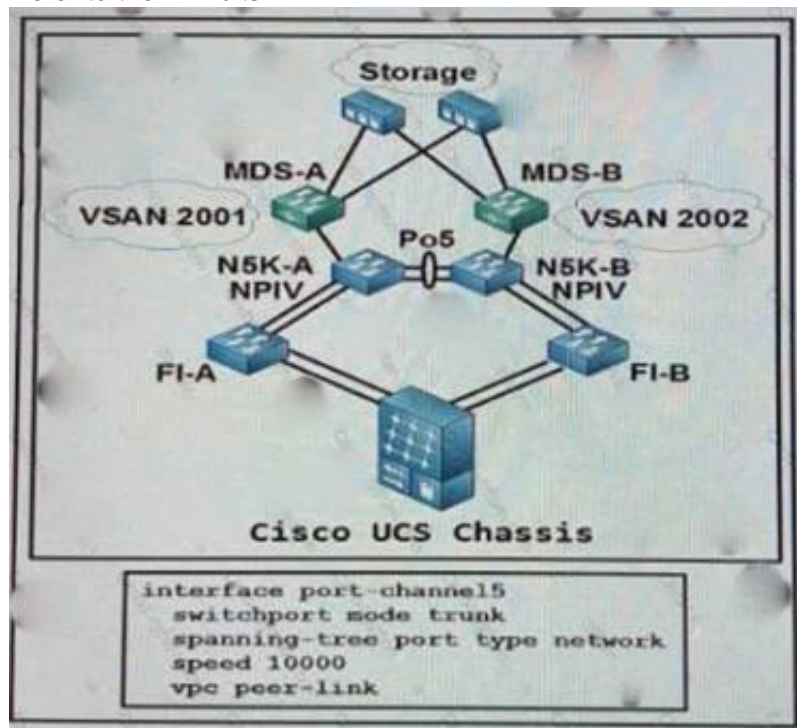 Storage
MDS-A
MDS-B
VSAN 2001
VSAN 2002
Po5
N5K-A
NPIV
N5K-B
NPIV
FI-A
FI-B
Cisco UCS Chassis
interface port-channel5
switchport mode trunk
spanning-tree port type network
speed 10000
vpc peer-link